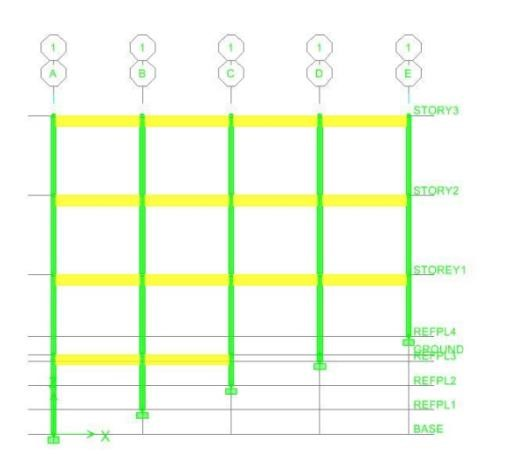 1 1 1 1 1
A B C D E
STORY3
STORY2
STOREY1
REFPL4
GROUND
REFPL3
REFPL2
REFPL1
BASE
Z
X